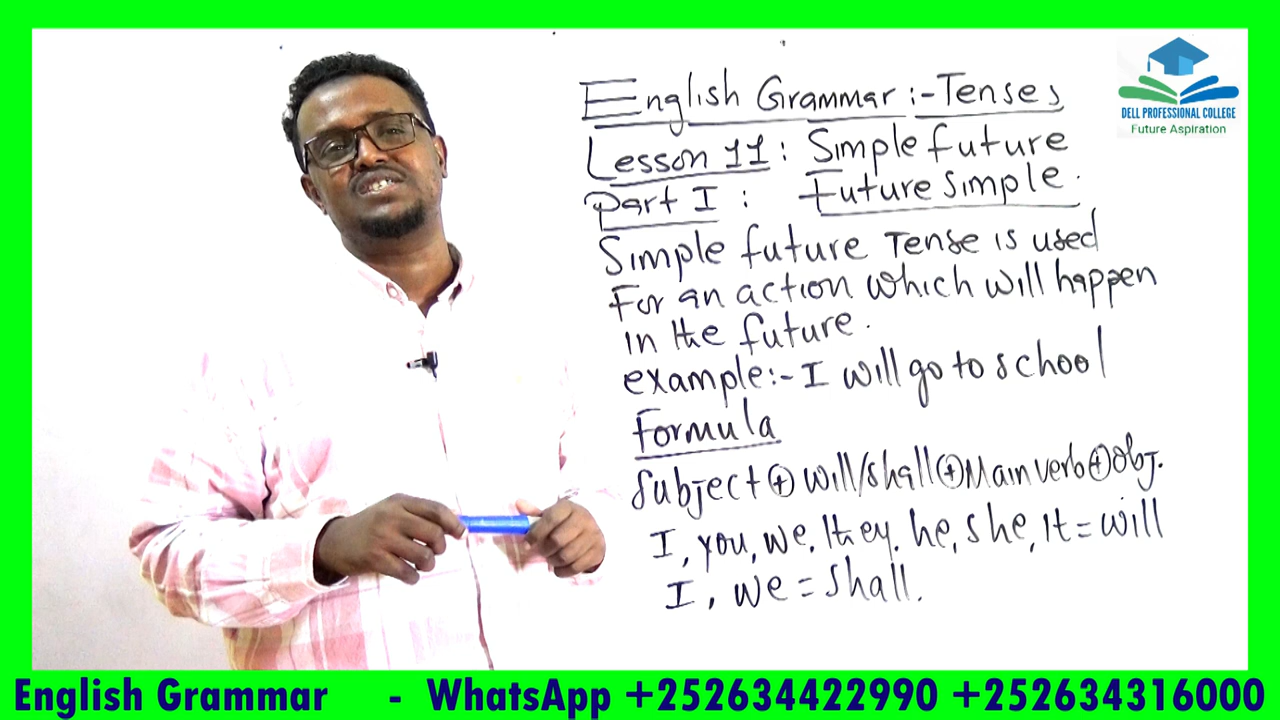 English Grammar:-Tenses
Lesson 11: Simple future
Part I: Future Simple.
Simple future Tense is used
For an action which will happen
in the future.
example:- I will go to school
Formula
Subject + will/shall + Main verb + Obj.
I, you, we, they, he, she, It = will
I, we = shall.
DELL PROFESSIONAL COLLEGE
Future Aspiration
English Grammar - WhatsApp +252634422990 +252634316000